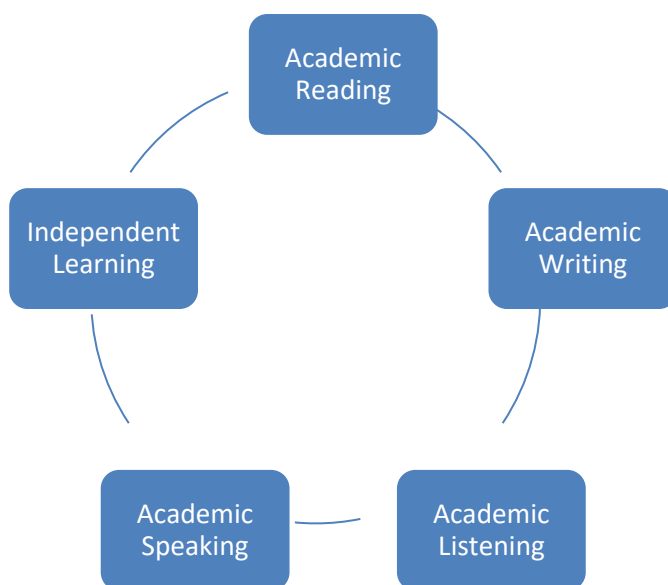 Academic
Reading
Academic
Writing
Academic
Listening
Academic
Speaking
Independent
Learning